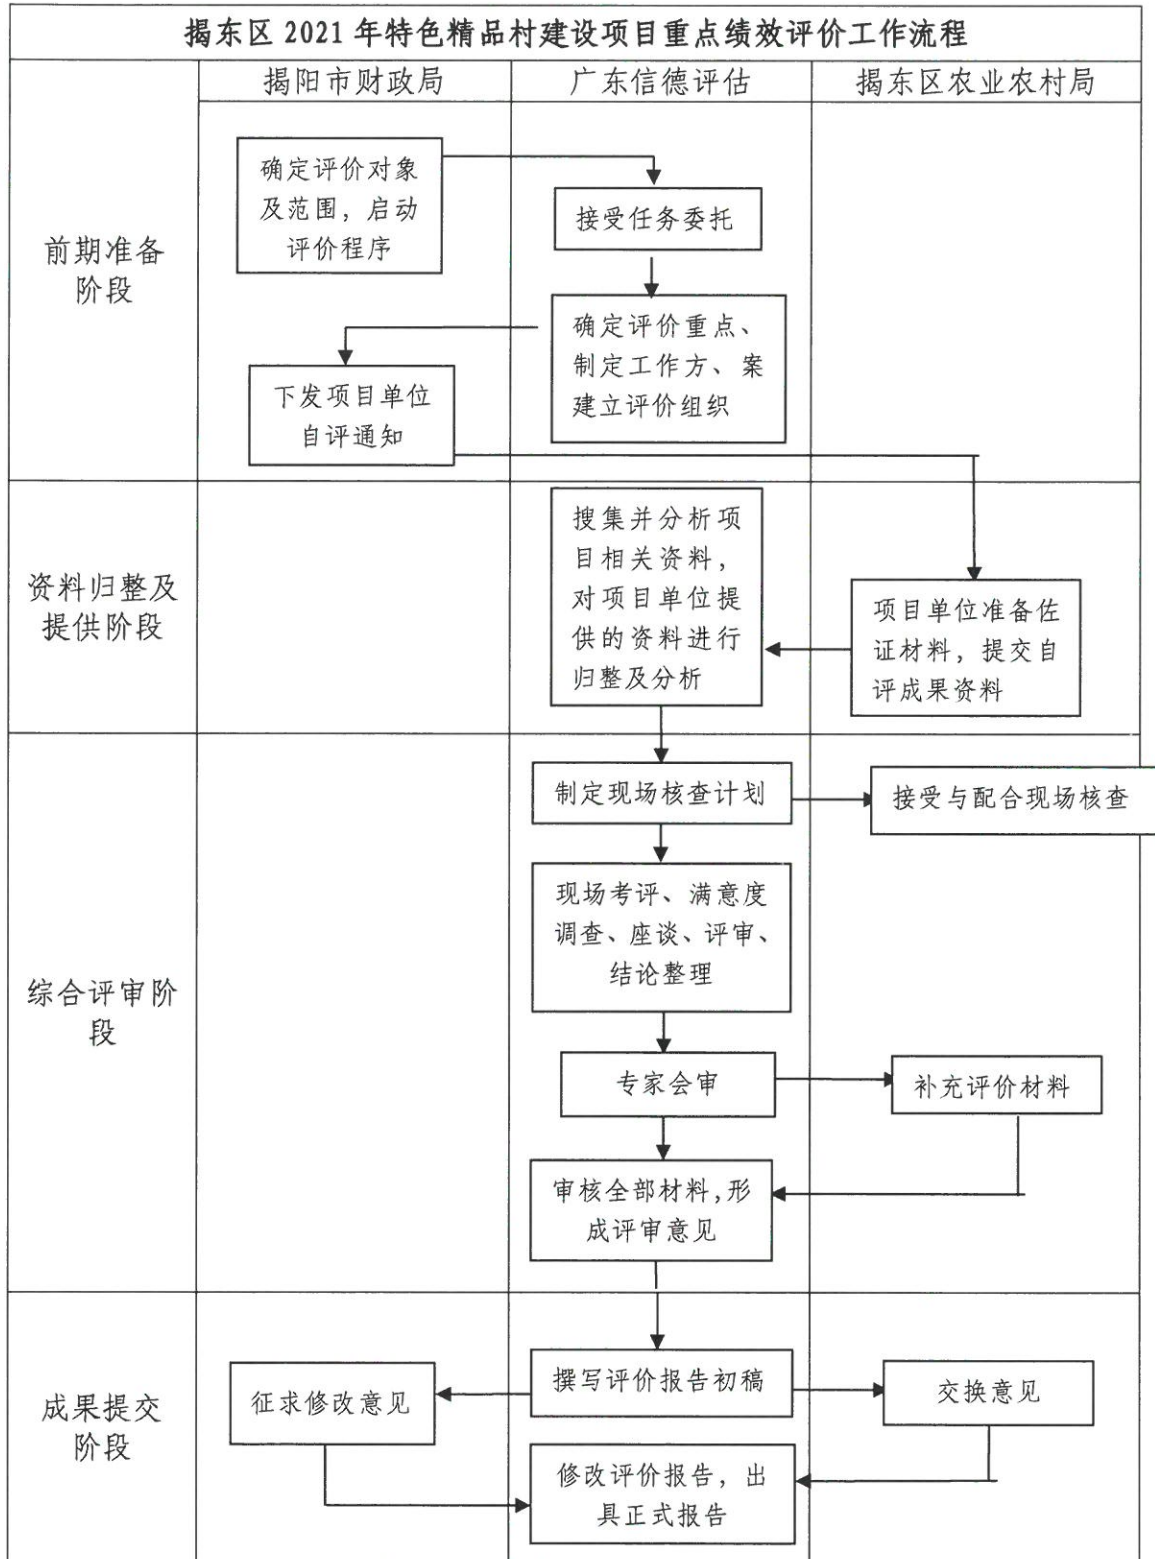 揭东区 2021 年特色精品村建设项目重点绩效评价工作流程
揭阳市财政局
广东信德评估
揭东区农业农村局
前期准备
阶段
确定评价对象
及范围，启动
评价程序
接受任务委托
确定评价重点、
制定工作方、案
建立评价组织
下发项目单位
自评通知
资料归整及
提供阶段
搜集并分析项
目相关资料，
对项目单位提
供的资料进行
归整及分析
项目单位准备佐
证材料，提交自
评成果资料
综合评审阶
段
制定现场核查计划
接受与配合现场核查
现场考评、满意度
调查、座谈、评审、
结论整理
专家会审
补充评价材料
审核全部材料,形
成评审意见
成果提交
阶段
征求修改意见
撰写评价报告初稿
交换意见
修改评价报告，出
具正式报告